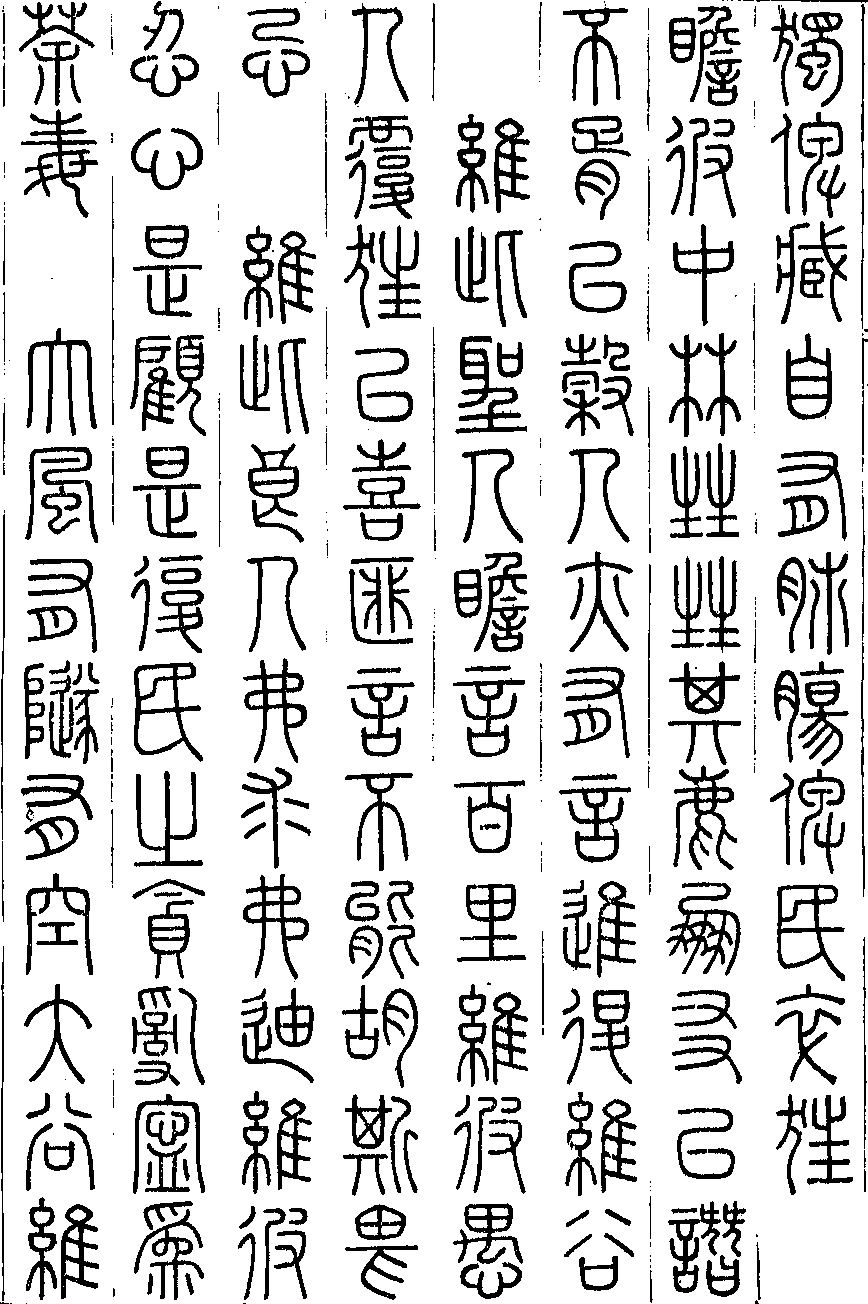 獨俾臧自有肺腸俾民卒狂
瞻彼中林甡甡其鹿朋友以譖
不胥以穀人亦有言進退維谷
維此聖人瞻言百里維彼愚
人覆狂以喜匪言不能胡斯畏
忌 維此良人弗求弗迪維彼
忍心是顧是復民之貪亂寧為
荼毒 大風有隧有空大谷維